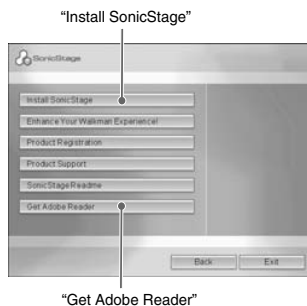 “Install SonicStage”
SonicStage
Install SonicStage
Enhance Your Walkman Experience!
Product Registration
Product Support
SonicStage Readme
Get Adobe Reader
Back Exit
“Get Adobe Reader”